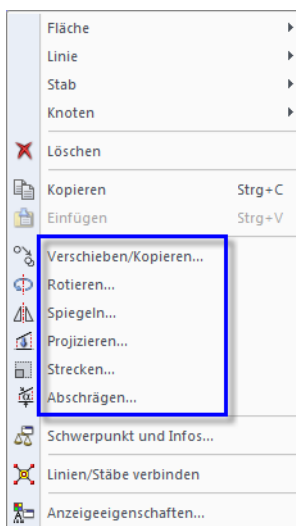 Fläche
Linie
Stab
Knoten
Löschen
Kopieren Strg+C
Einfügen Strg+V
Verschieben/Kopieren...
Rotieren...
Spiegeln...
Projizieren...
Strecken...
Abschrägen...
Schwerpunkt und Infos...
Linien/Stäbe verbinden
Anzeigeeigenschaften...